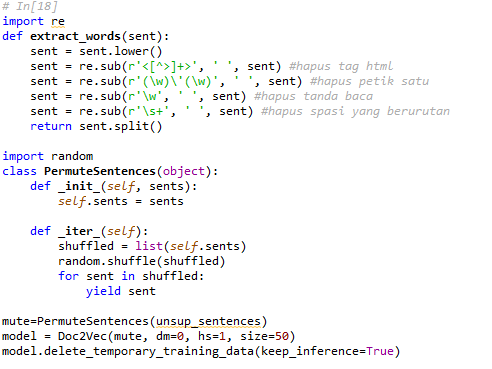 # In[18]
import re
def extract_words(sent):
    sent = sent.lower()
    sent = re.sub(r'<[^>]+>', ' ', sent) #hapus tag html
    sent = re.sub(r'(\w)\'(\w)', ' ', sent) #hapus petik satu
    sent = re.sub(r'\w', ' ', sent) #hapus tanda baca
    sent = re.sub(r'\s+', ' ', sent) #hapus spasi yang berurutan
    return sent.split()

import random
class PermuteSentences(object):
    def _init_(self, sents):
        self.sents = sents

    def _iter_(self):
        shuffled = list(self.sents)
        random.shuffle(shuffled)
        for sent in shuffled:
            yield sent

mute=PermuteSentences(unsup_sentences)
model = Doc2Vec(mute, dm=0, hs=1, size=50)
model.delete_temporary_training_data(keep_inference=True)